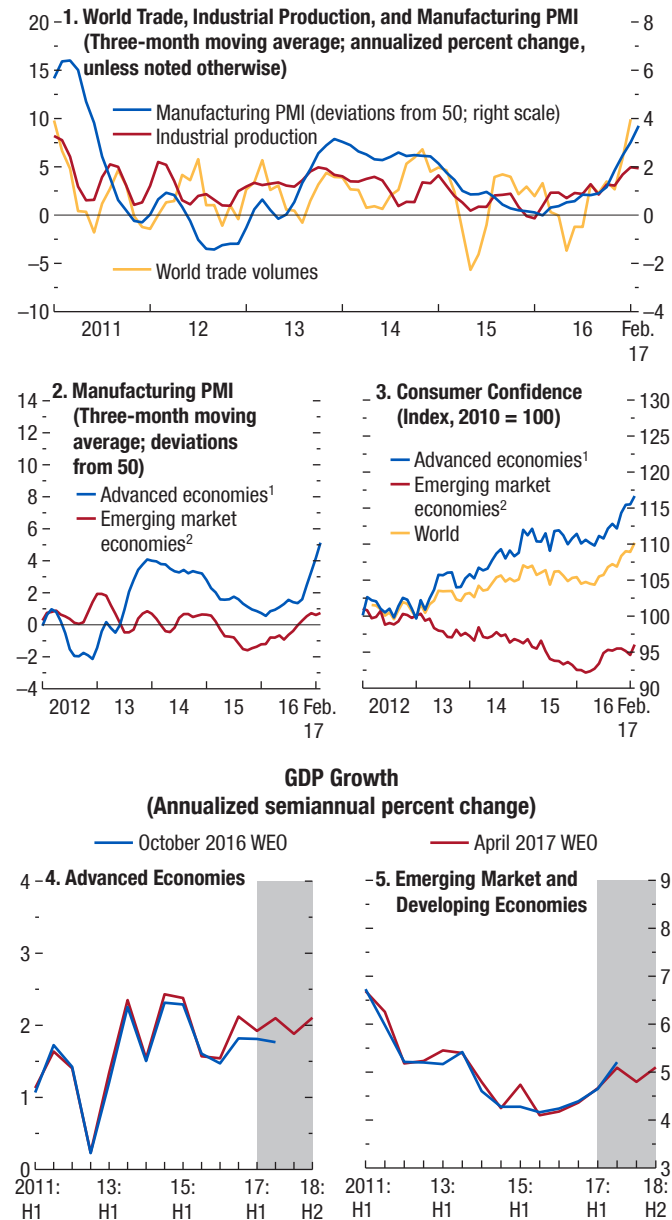 1. World Trade, Industrial Production, and Manufacturing PMI
(Three-month moving average; annualized percent change,
unless noted otherwise)
20
15
10
5
0
–5
–10
8
6
4
2
0
–2
–4
Manufacturing PMI (deviations from 50; right scale)
Industrial production
World trade volumes
2011 12 13 14 15 16 Feb.
17
2. Manufacturing PMI
(Three-month moving
average; deviations
from 50)
14
12
10
8
6
4
2
0
–2
–4
Advanced economies¹
Emerging market
economies²
2012 13 14 15 16 Feb.
17
3. Consumer Confidence
(Index, 2010 = 100)
130
125
120
115
110
105
100
95
90
Advanced economies¹
Emerging market
economies²
World
2012 13 14 15 16 Feb.
17
GDP Growth
(Annualized semiannual percent change)
October 2016 WEO April 2017 WEO
4. Advanced Economies
4
3
2
1
0
2011: 13: 15: 17: 18:
H1 H1 H1 H1 H2
5. Emerging Market and
Developing Economies
9
8
7
6
5
4
3
2011: 13: 15: 17: 18:
H1 H1 H1 H1 H2